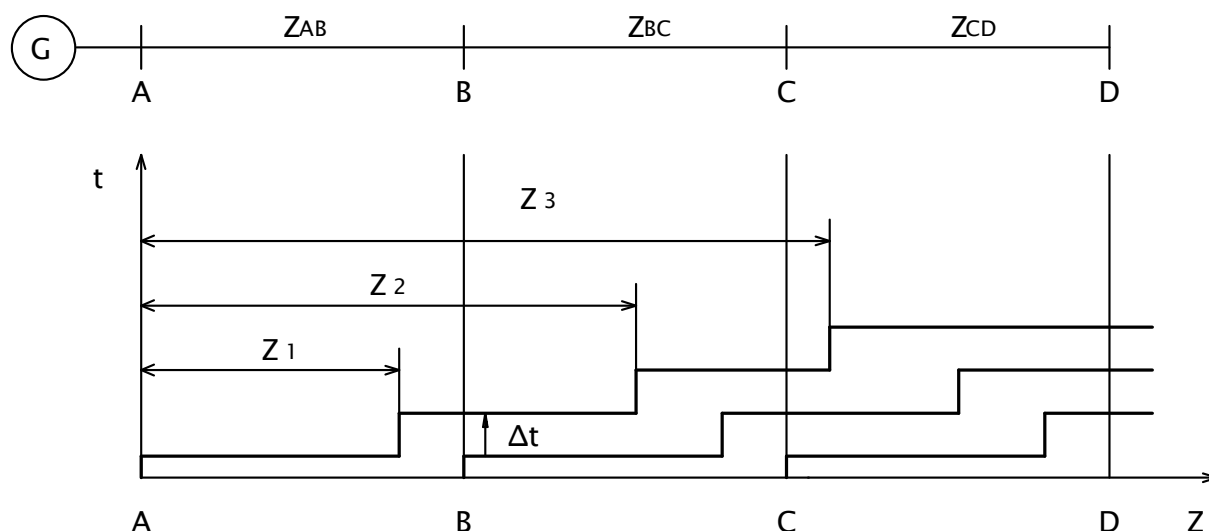 G
ZAB ZBC ZCD
A B C D
t
Z 3
Z 2
Z 1
Δt
A B C D Z